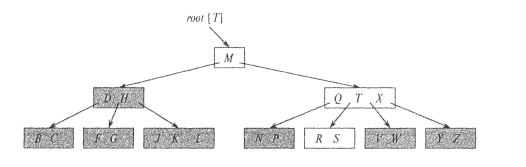 root [T]
M
D H
Q T X
B C
F G
J K L
N P
R S
V W
Y Z